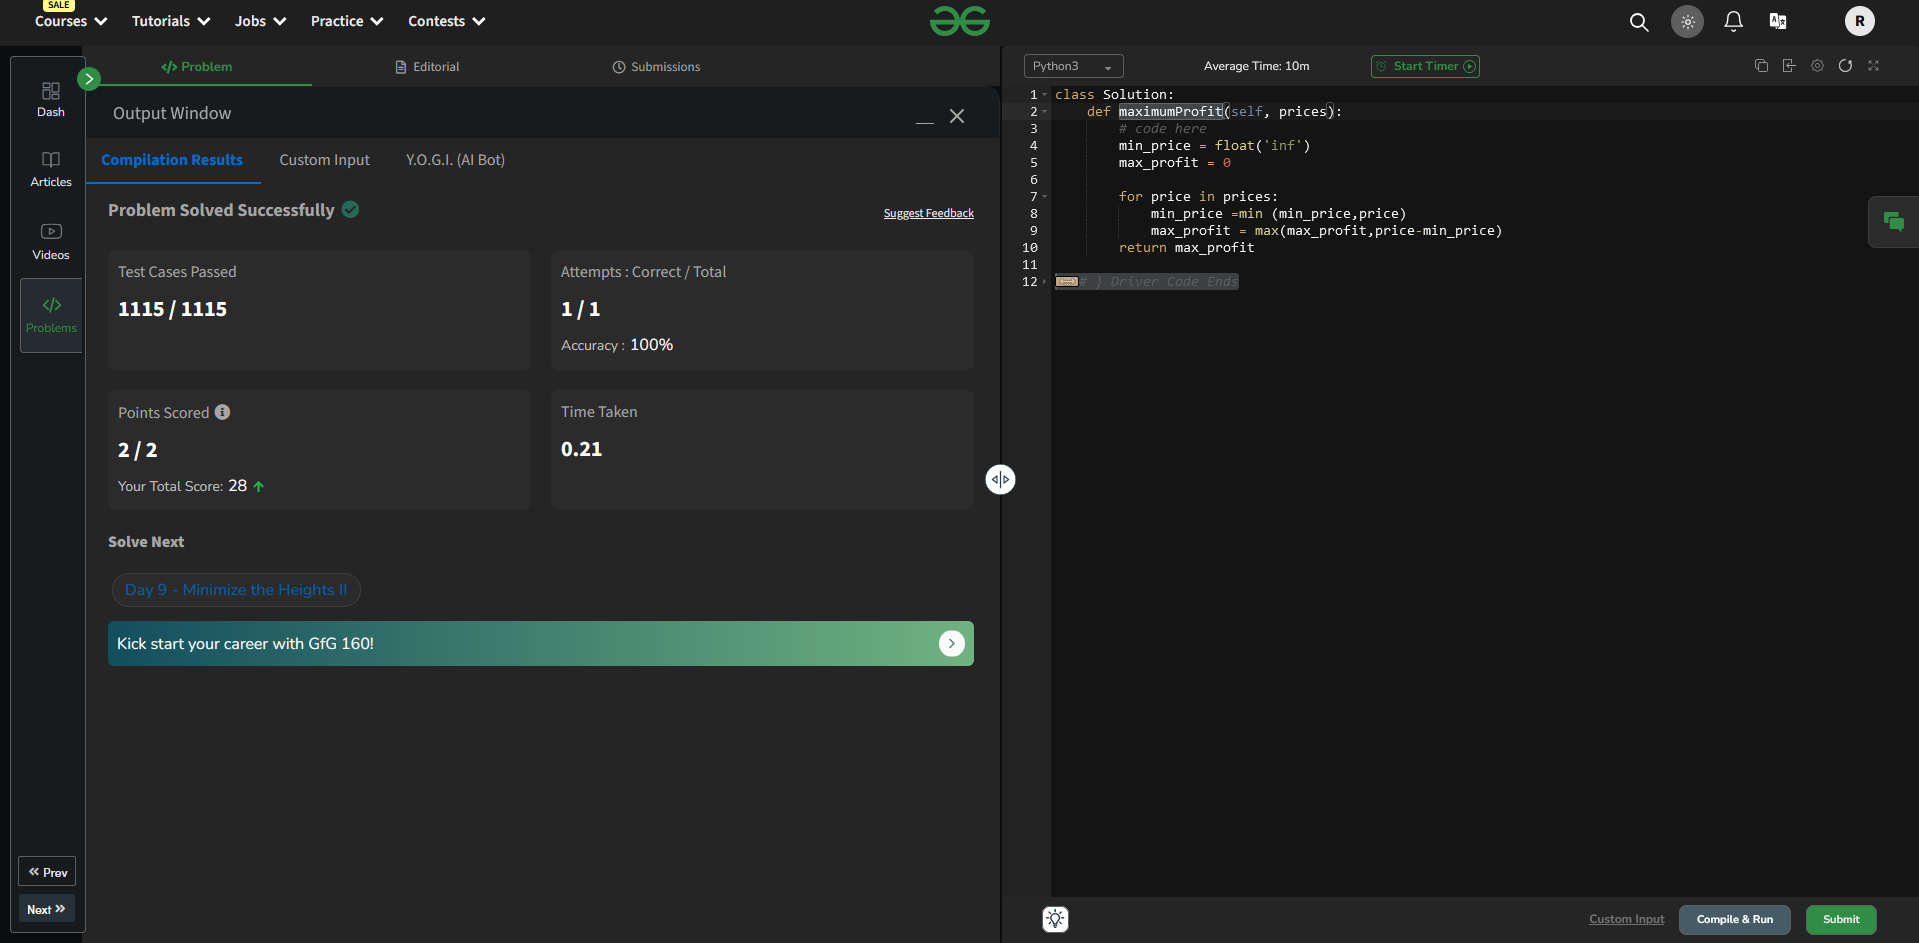 SALE
Courses Tutorials Jobs Practice Contests R
Problem Editorial Submissions
Python3 Average Time: 10m Start Timer
Dash
Articles
Videos
Problems
« Prev
Next »
Output Window
Compilation Results Custom Input Y.O.G.I. (AI Bot)
Problem Solved Successfully
Suggest Feedback
Test Cases Passed
1115 / 1115
Attempts : Correct / Total
1 / 1
Accuracy : 100%
Points Scored
2 / 2
Your Total Score: 28
Time Taken
0.21
Solve Next
Day 9 - Minimize the Heights II
Kick start your career with GfG 160!
1 class Solution:
2 def maximumProfit(self, prices):
3 # code here
4 min_price = float('inf')
5 max_profit = 0
6
7 for price in prices:
8 min_price =min (min_price,price)
9 max_profit = max(max_profit,price-min_price)
10 return max_profit
11
12 # } Driver Code Ends
Custom Input Compile & Run Submit